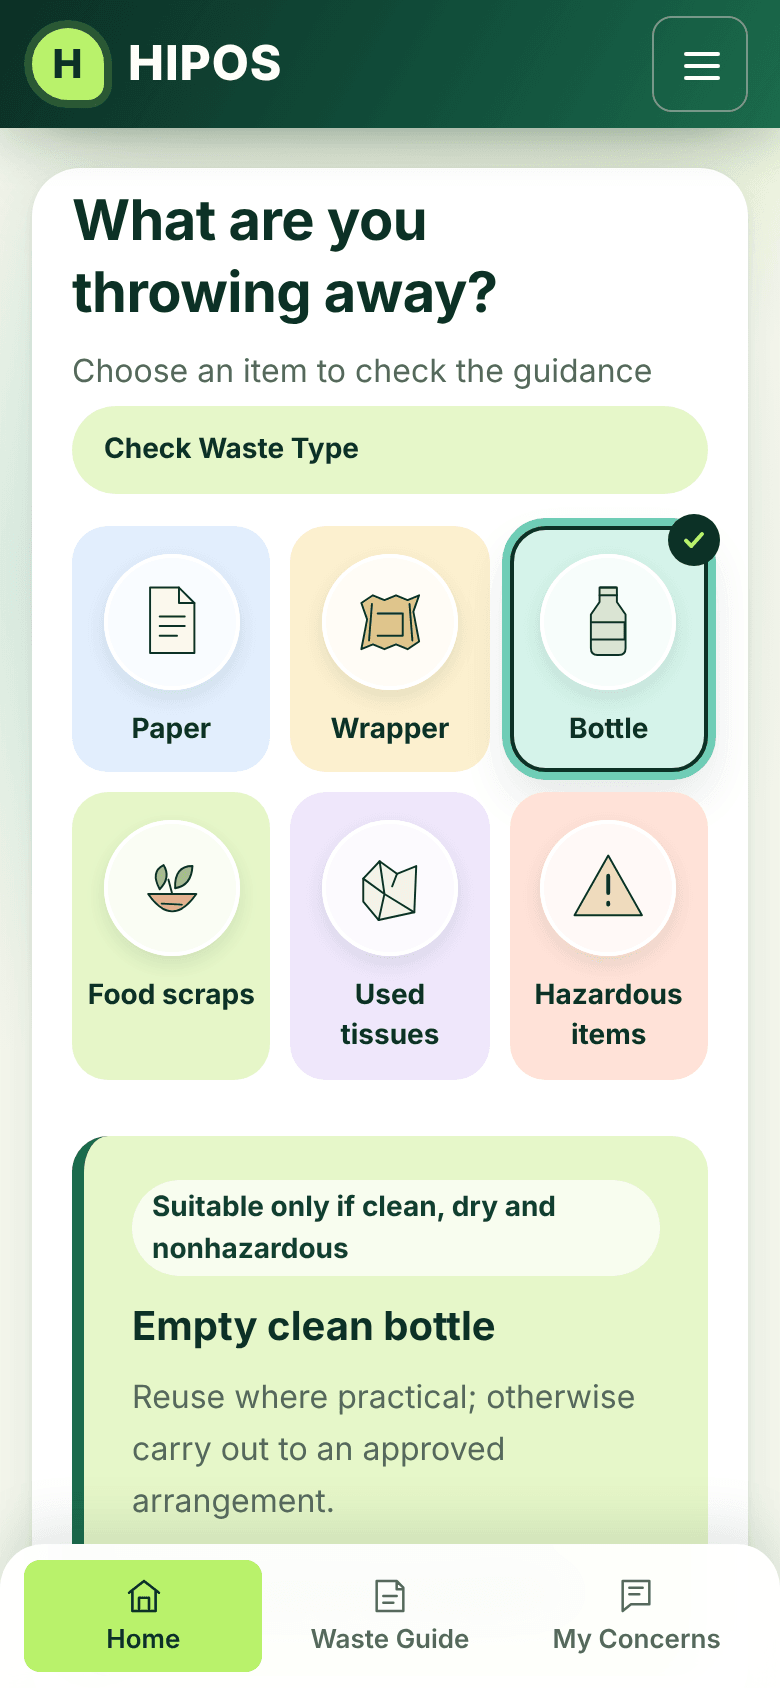 H HIPOS
What are you
throwing away?
Choose an item to check the guidance
Check Waste Type
Paper
Wrapper
Bottle
Food scraps
Used
tissues
Hazardous
items
Suitable only if clean, dry and
nonhazardous
Empty clean bottle
Reuse where practical; otherwise
carry out to an approved
arrangement.
Home
Waste Guide
My Concerns